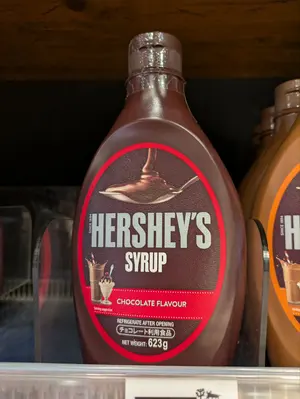 HERSHEY'S
SYRUP
CHOCOLATE FLAVOUR
REFRIGERATE AFTER OPENING
チョコレート利用食品
NET WEIGHT: 623g